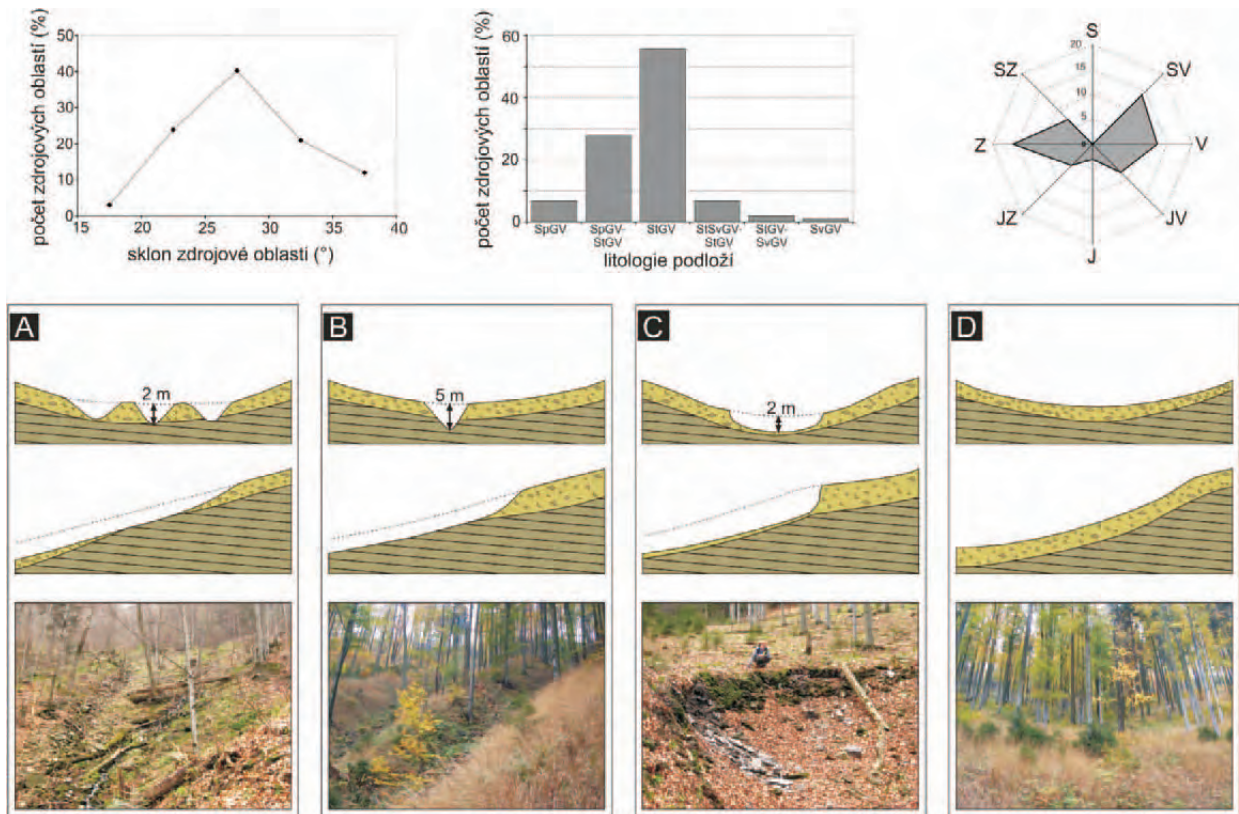 počet zdrojových oblastí (%)
50
40
30
20
10
0
15 20 25 30 35 40
sklon zdrojové oblasti (°)
počet zdrojových oblastí (%)
60
40
20
0
SpGV SpGV-StGV StGV StSvGV-StGV StGV-SvGV SvGV
litologie podloží
S
SV
V
JV
J
JZ
Z
SZ
20
15
10
5
0
A
2 m
B
5 m
C
2 m
D